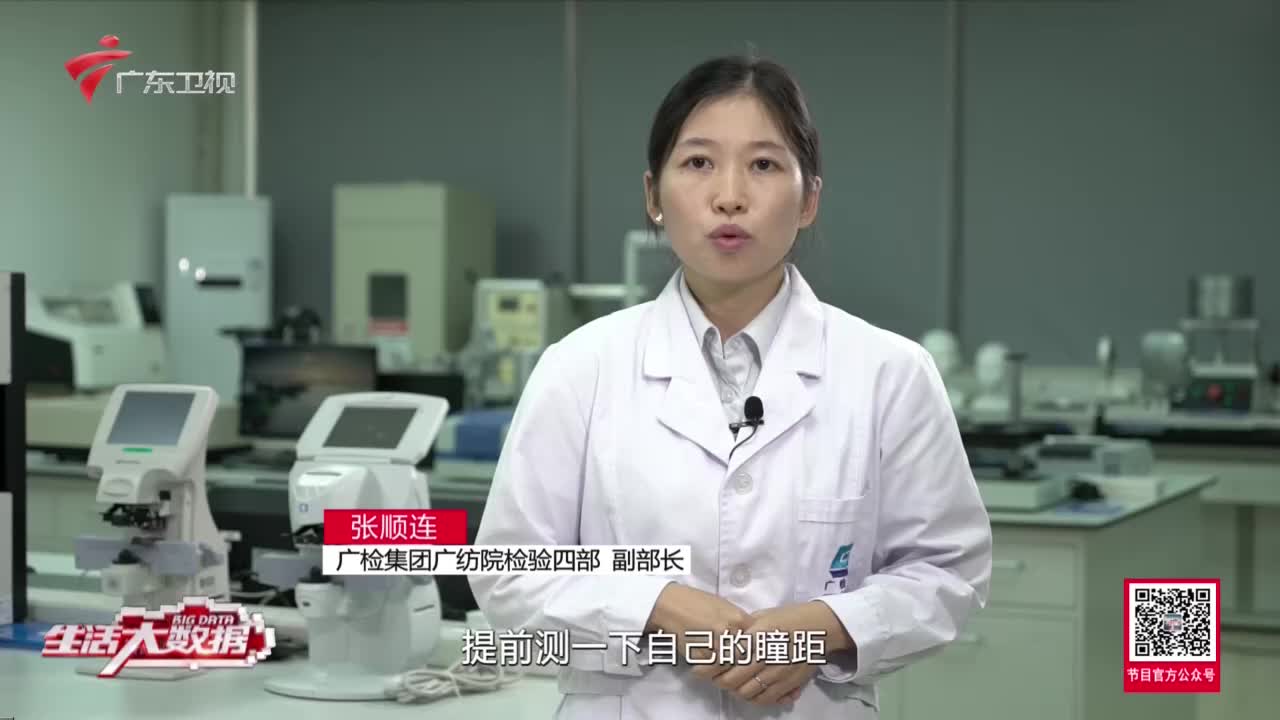 广东卫视
张顺连
广检集团广纺院检验四部 副部长
BIG DATA
生活大数据
提前测一下自己的瞳距
节目官方公众号